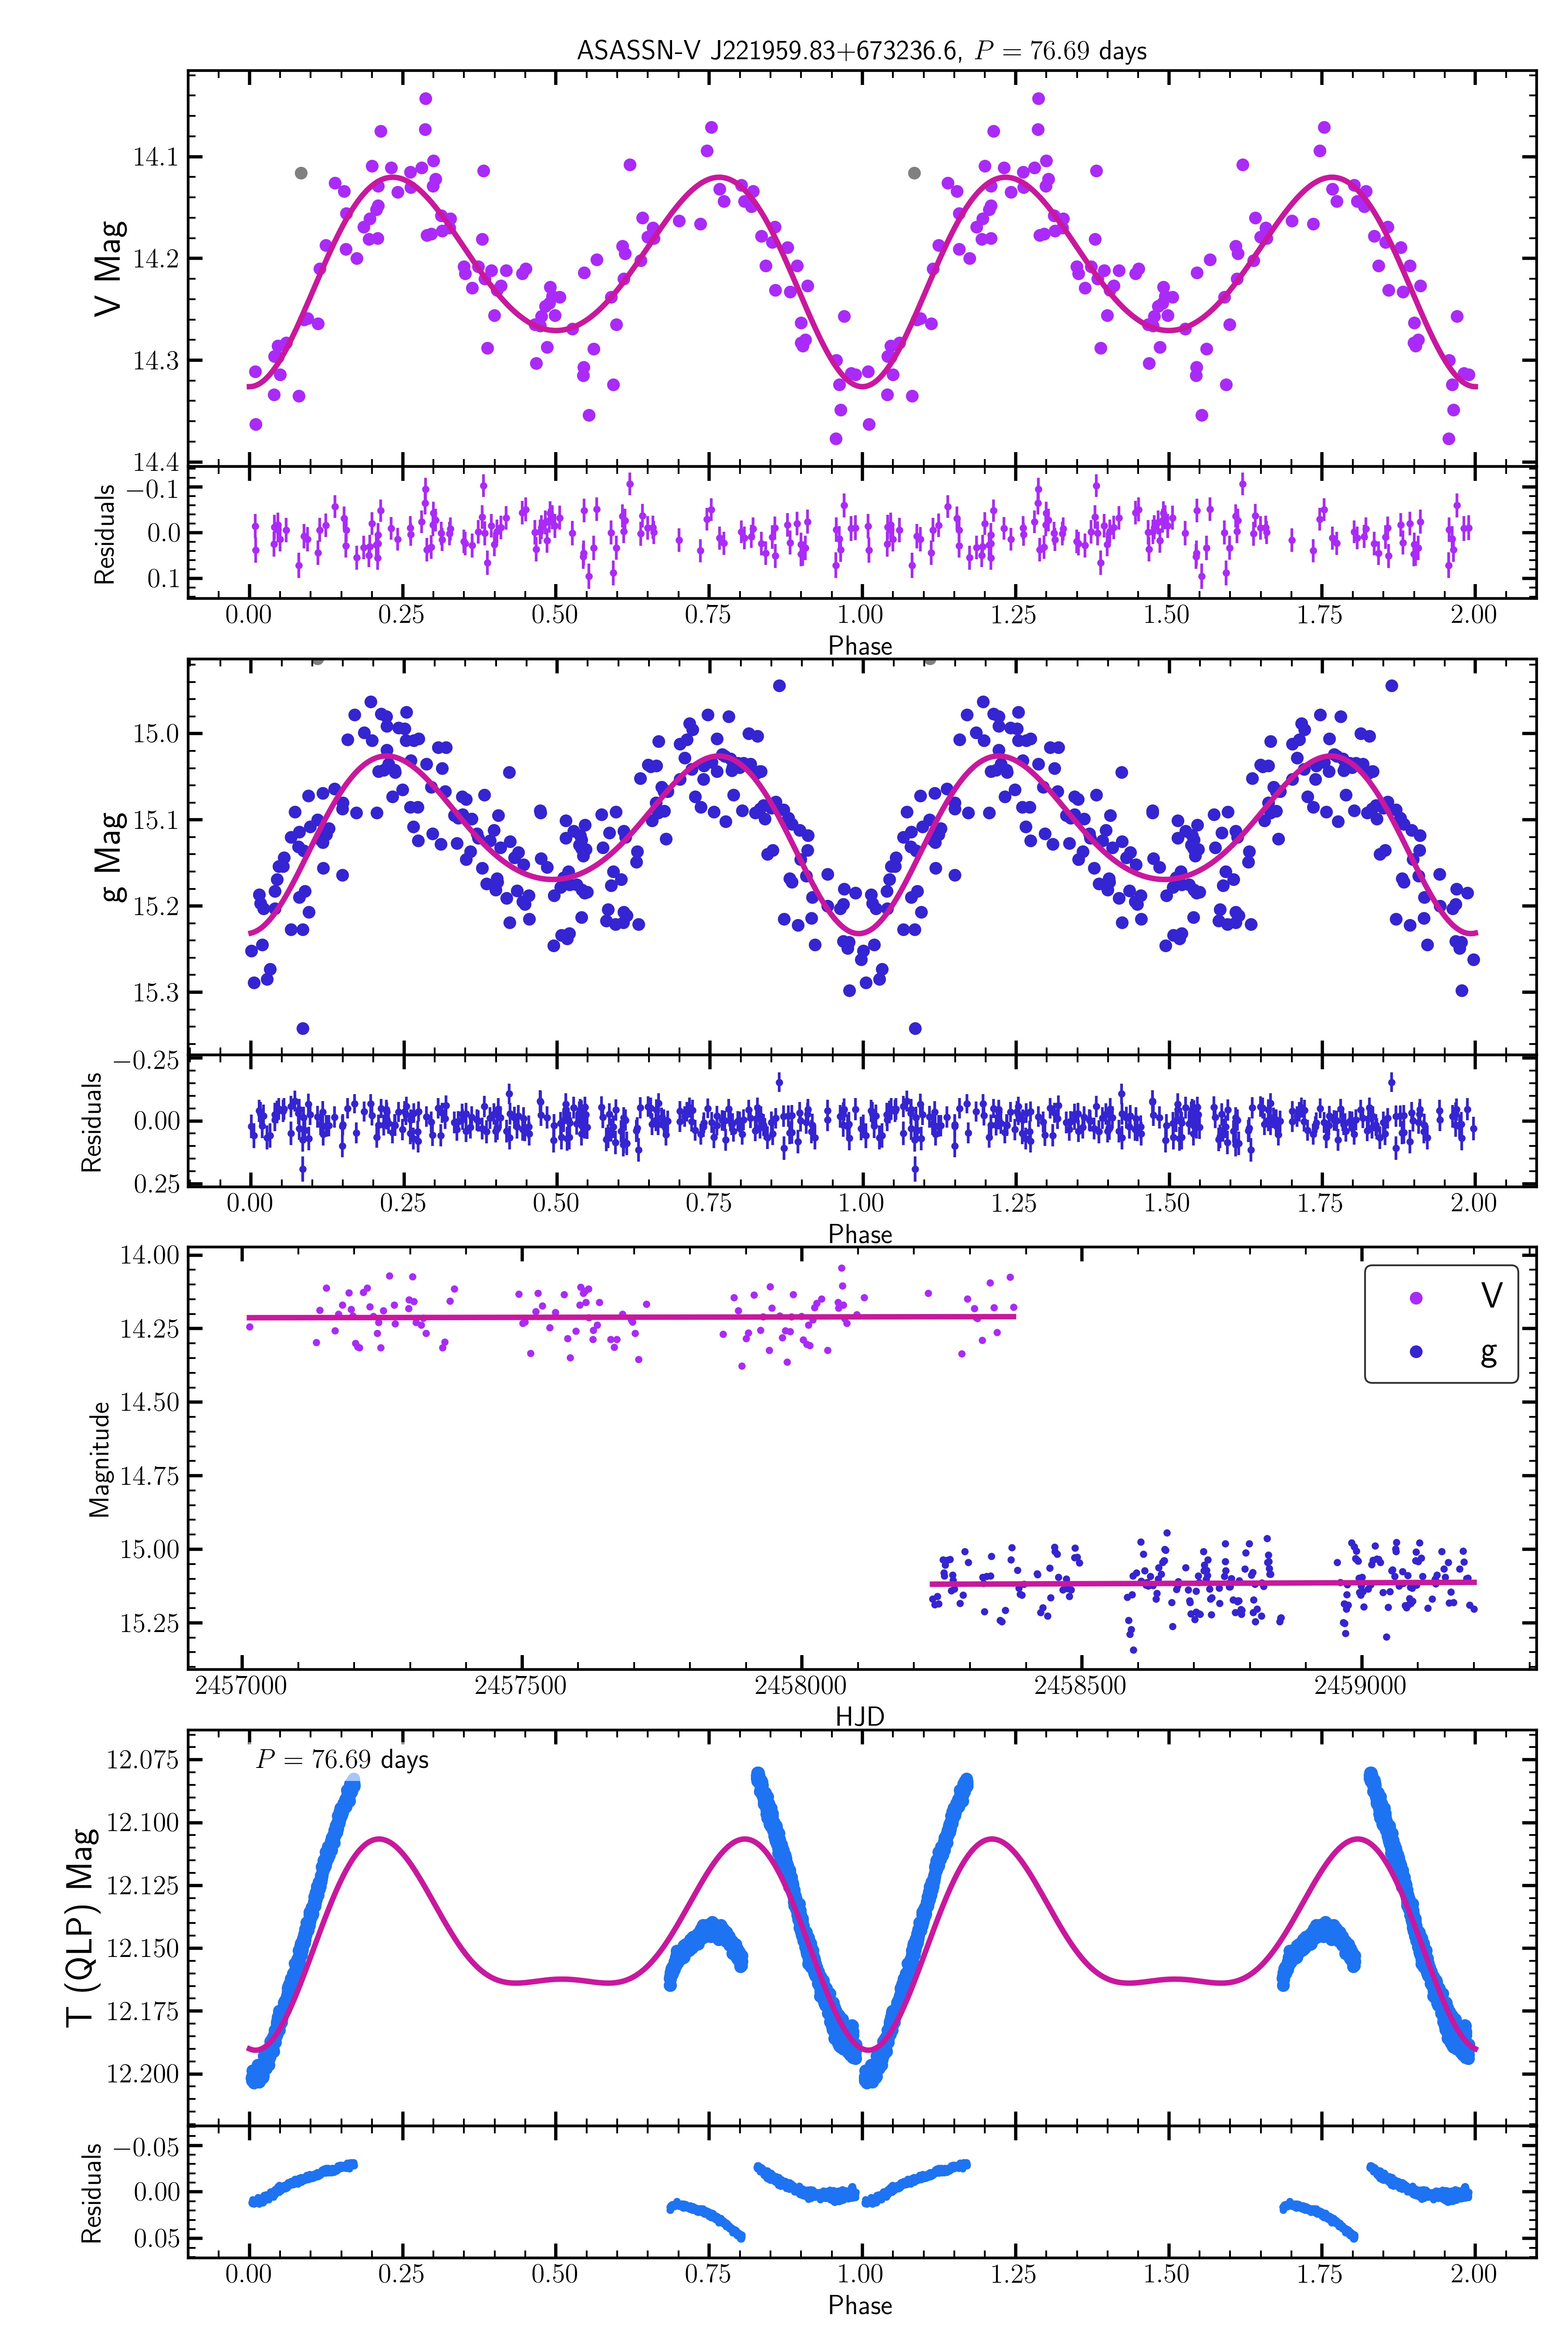 ASASSN-V J221959.83+673236.6, P = 76.69 days
V Mag
14.1
14.2
14.3
14.4
Residuals
−0.1
0.0
0.1
0.00 0.25 0.50 0.75 1.00 1.25 1.50 1.75 2.00
Phase
g Mag
15.0
15.1
15.2
15.3
Residuals
−0.25
0.00
0.25
0.00 0.25 0.50 0.75 1.00 1.25 1.50 1.75 2.00
Phase
Magnitude
14.00
14.25
14.50
14.75
15.00
15.25
V
g
2457000 2457500 2458000 2458500 2459000
HJD
T (QLP) Mag
P = 76.69 days
12.075
12.100
12.125
12.150
12.175
12.200
Residuals
−0.05
0.00
0.05
0.00 0.25 0.50 0.75 1.00 1.25 1.50 1.75 2.00
Phase